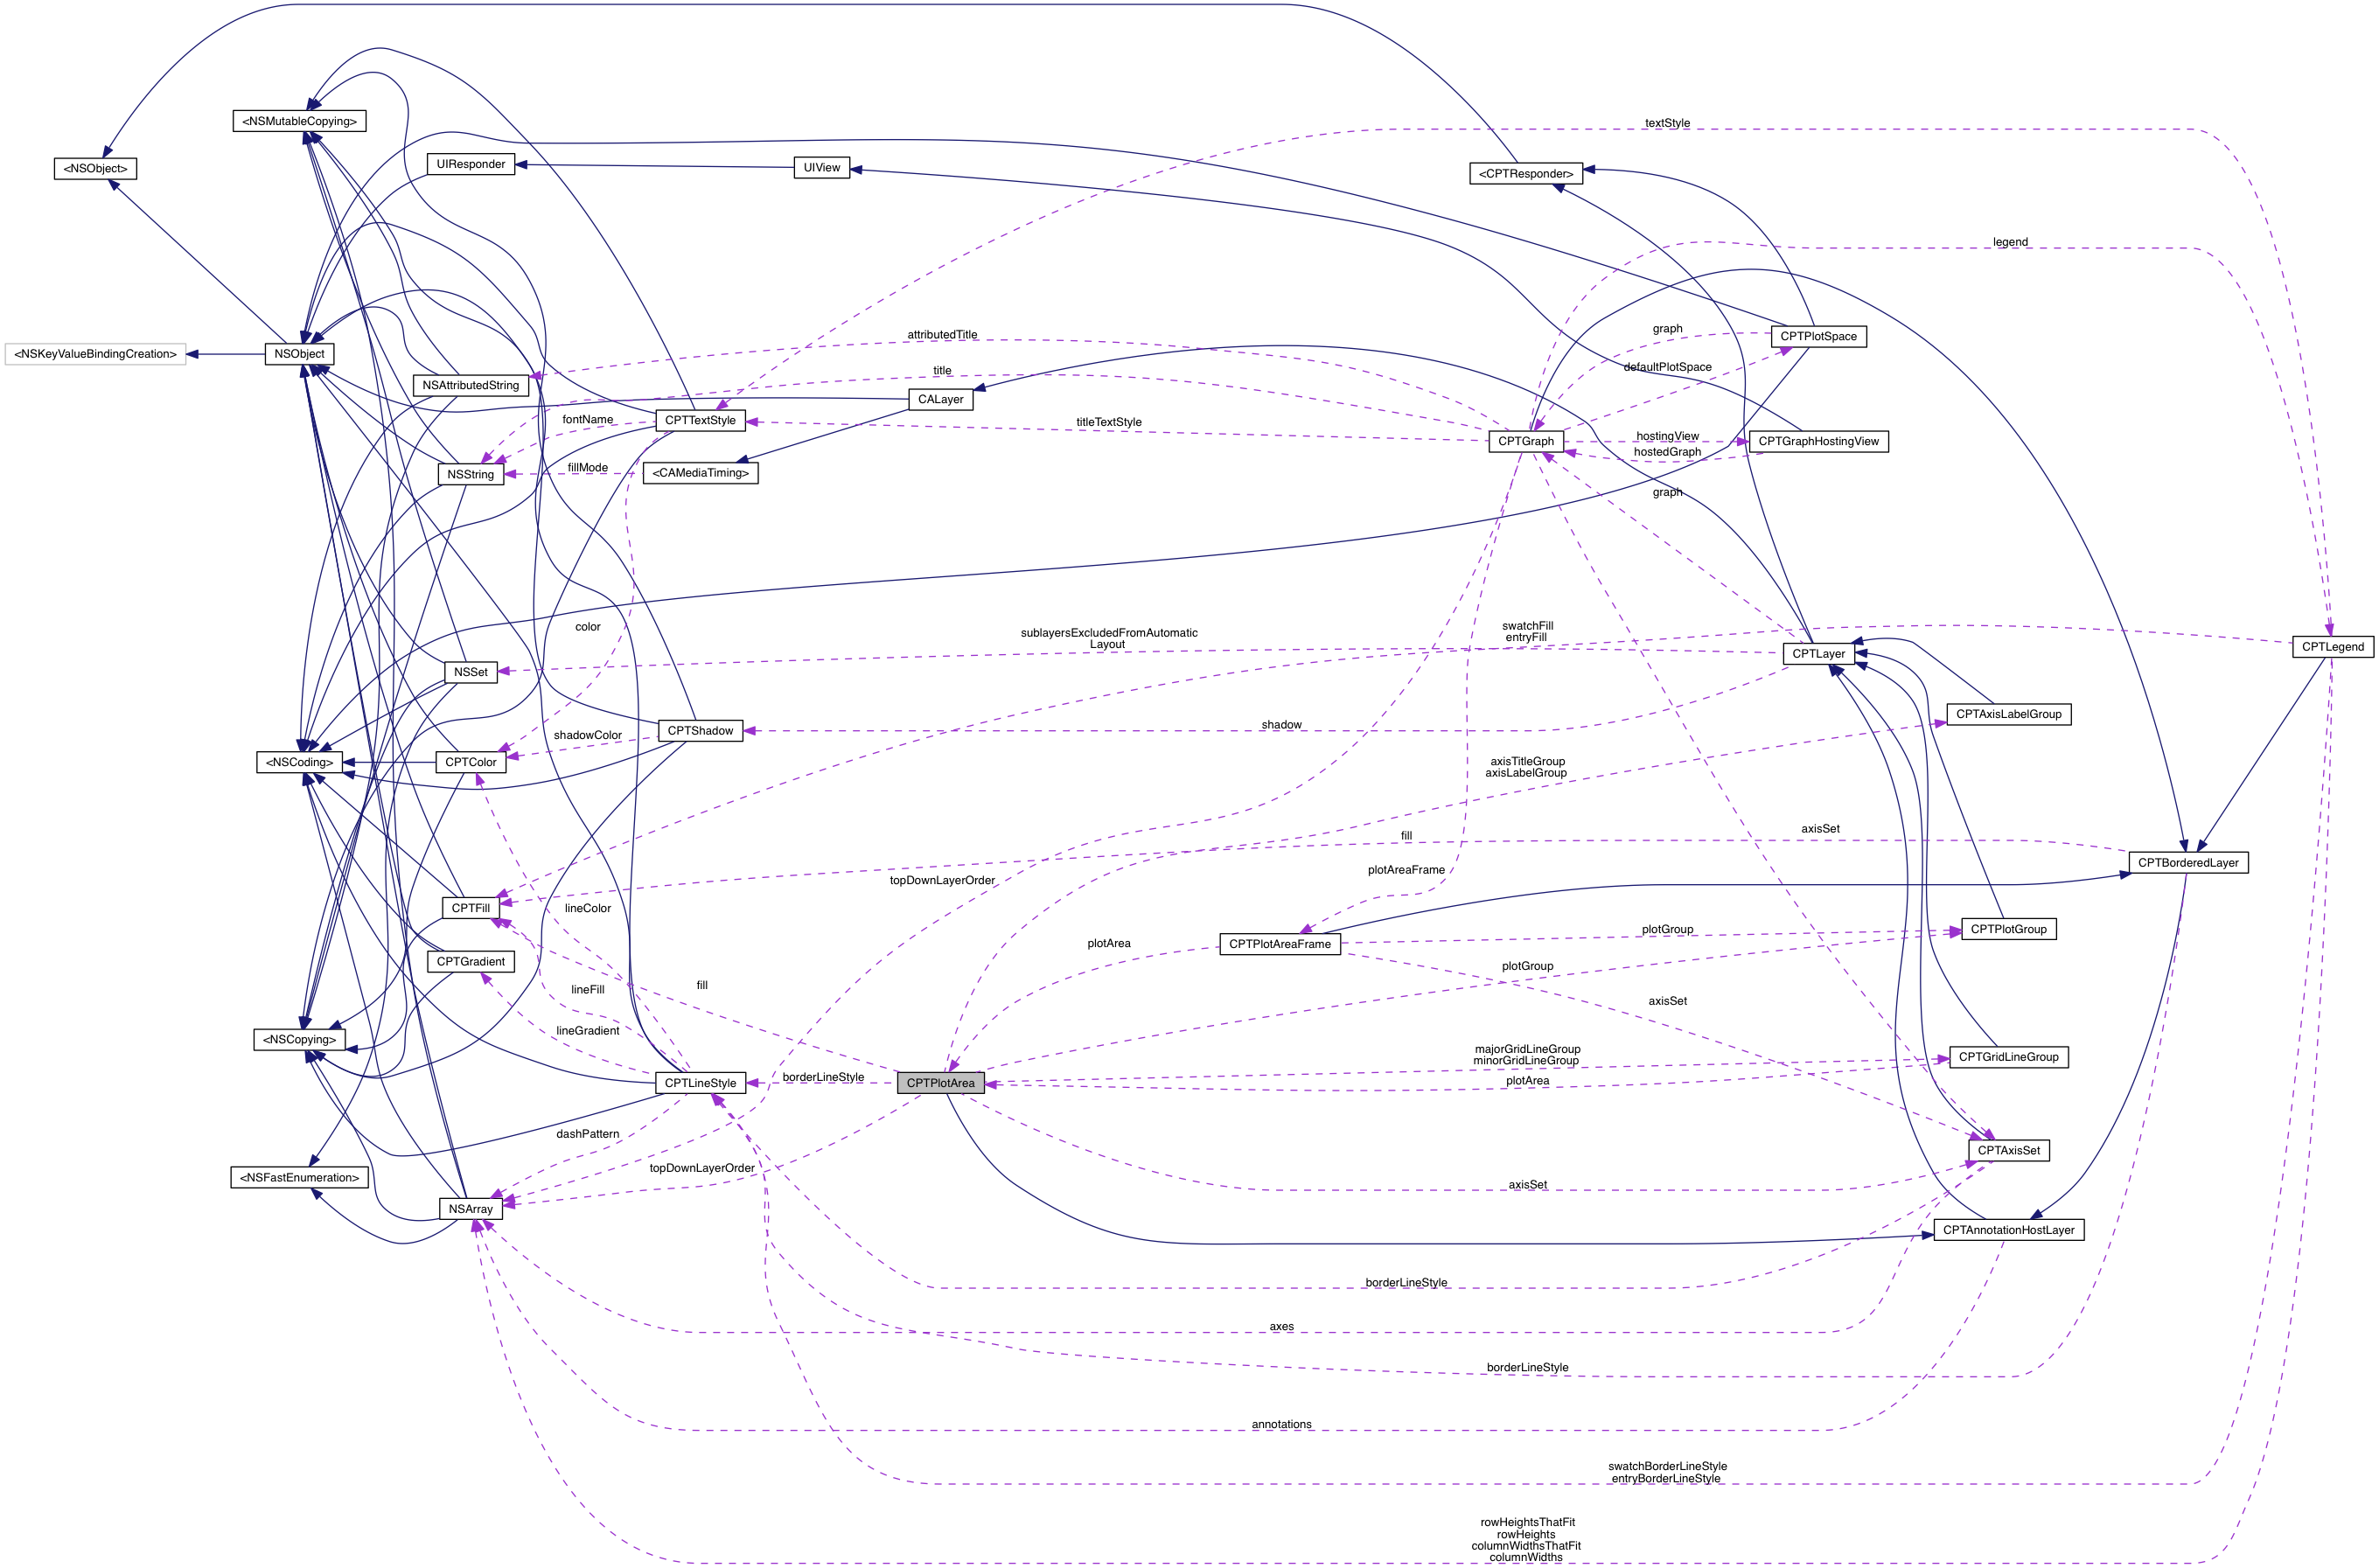 textStyle
<NSMutableCopying>
UIResponder
UIView
<NSObject>
<CPTResponder>
legend
attributedTitle
graph
CPTPlotSpace
<NSKeyValueBindingCreation>
NSObject
NSAttributedString
title
defaultPlotSpace
CALayer
fontName
CPTTextStyle
titleTextStyle
CPTGraph
hostingView
CPTGraphHostingView
hostedGraph
NSString
fillMode
<CAMediaTiming>
graph
color
sublayersExcludedFromAutomatic
Layout
swatchFill
entryFill
CPTLayer
CPTLegend
NSSet
CPTAxisLabelGroup
shadow
CPTShadow
shadowColor
<NSCoding>
CPTColor
axisTitleGroup
axisLabelGroup
fill
axisSet
CPTBorderedLayer
plotAreaFrame
topDownLayerOrder
CPTFill
lineColor
plotArea
CPTPlotAreaFrame
plotGroup
CPTPlotGroup
CPTGradient
lineFill
fill
plotGroup
axisSet
<NSCopying>
lineGradient
majorGridLineGroup
minorGridLineGroup
CPTGridLineGroup
CPTLineStyle
borderLineStyle
CPTPlotArea
plotArea
dashPattern
CPTAxisSet
<NSFastEnumeration>
topDownLayerOrder
axisSet
NSArray
CPTAnnotationHostLayer
borderLineStyle
axes
borderLineStyle
annotations
swatchBorderLineStyle
entryBorderLineStyle
rowHeightsThatFit
rowHeights
columnWidthsThatFit
columnWidths